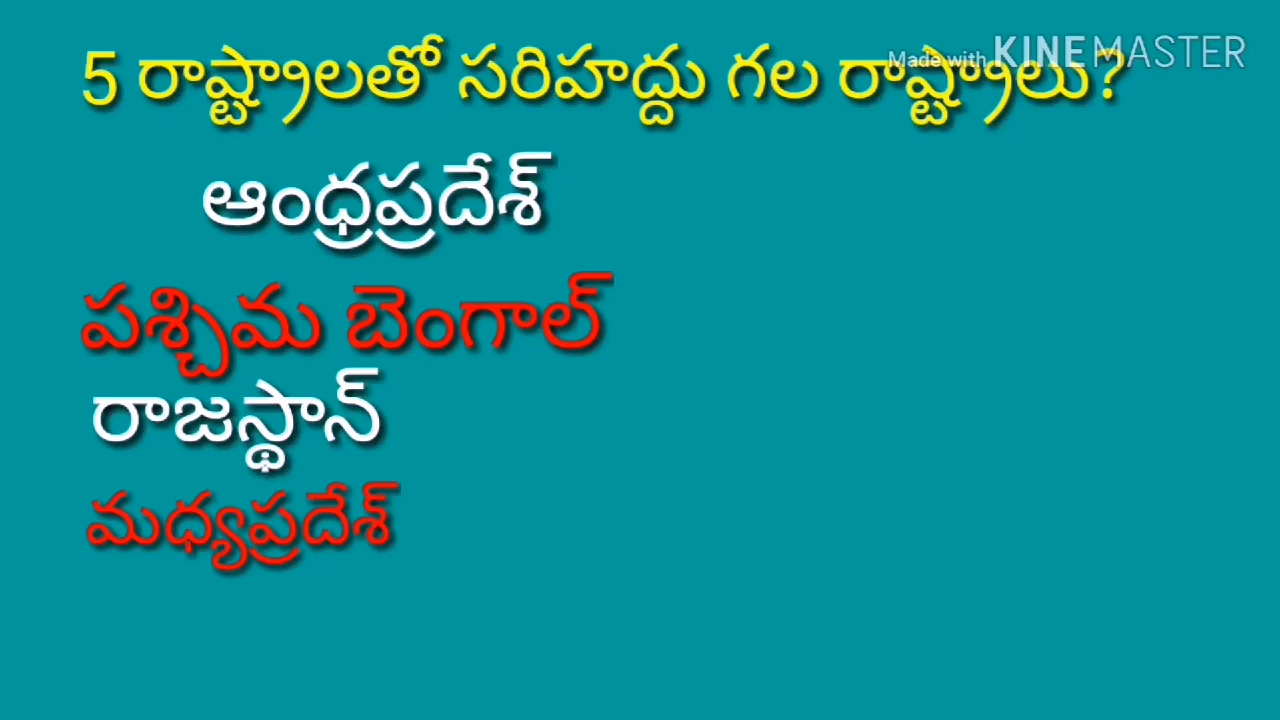 5 రాష్ట్రాలతో సరిహద్దు గల రాష్ట్రాలు?
Made with KINEMASTER
ఆంధ్రప్రదేశ్
పశ్చిమ బెంగాల్
రాజస్థాన్
మధ్యప్రదేశ్